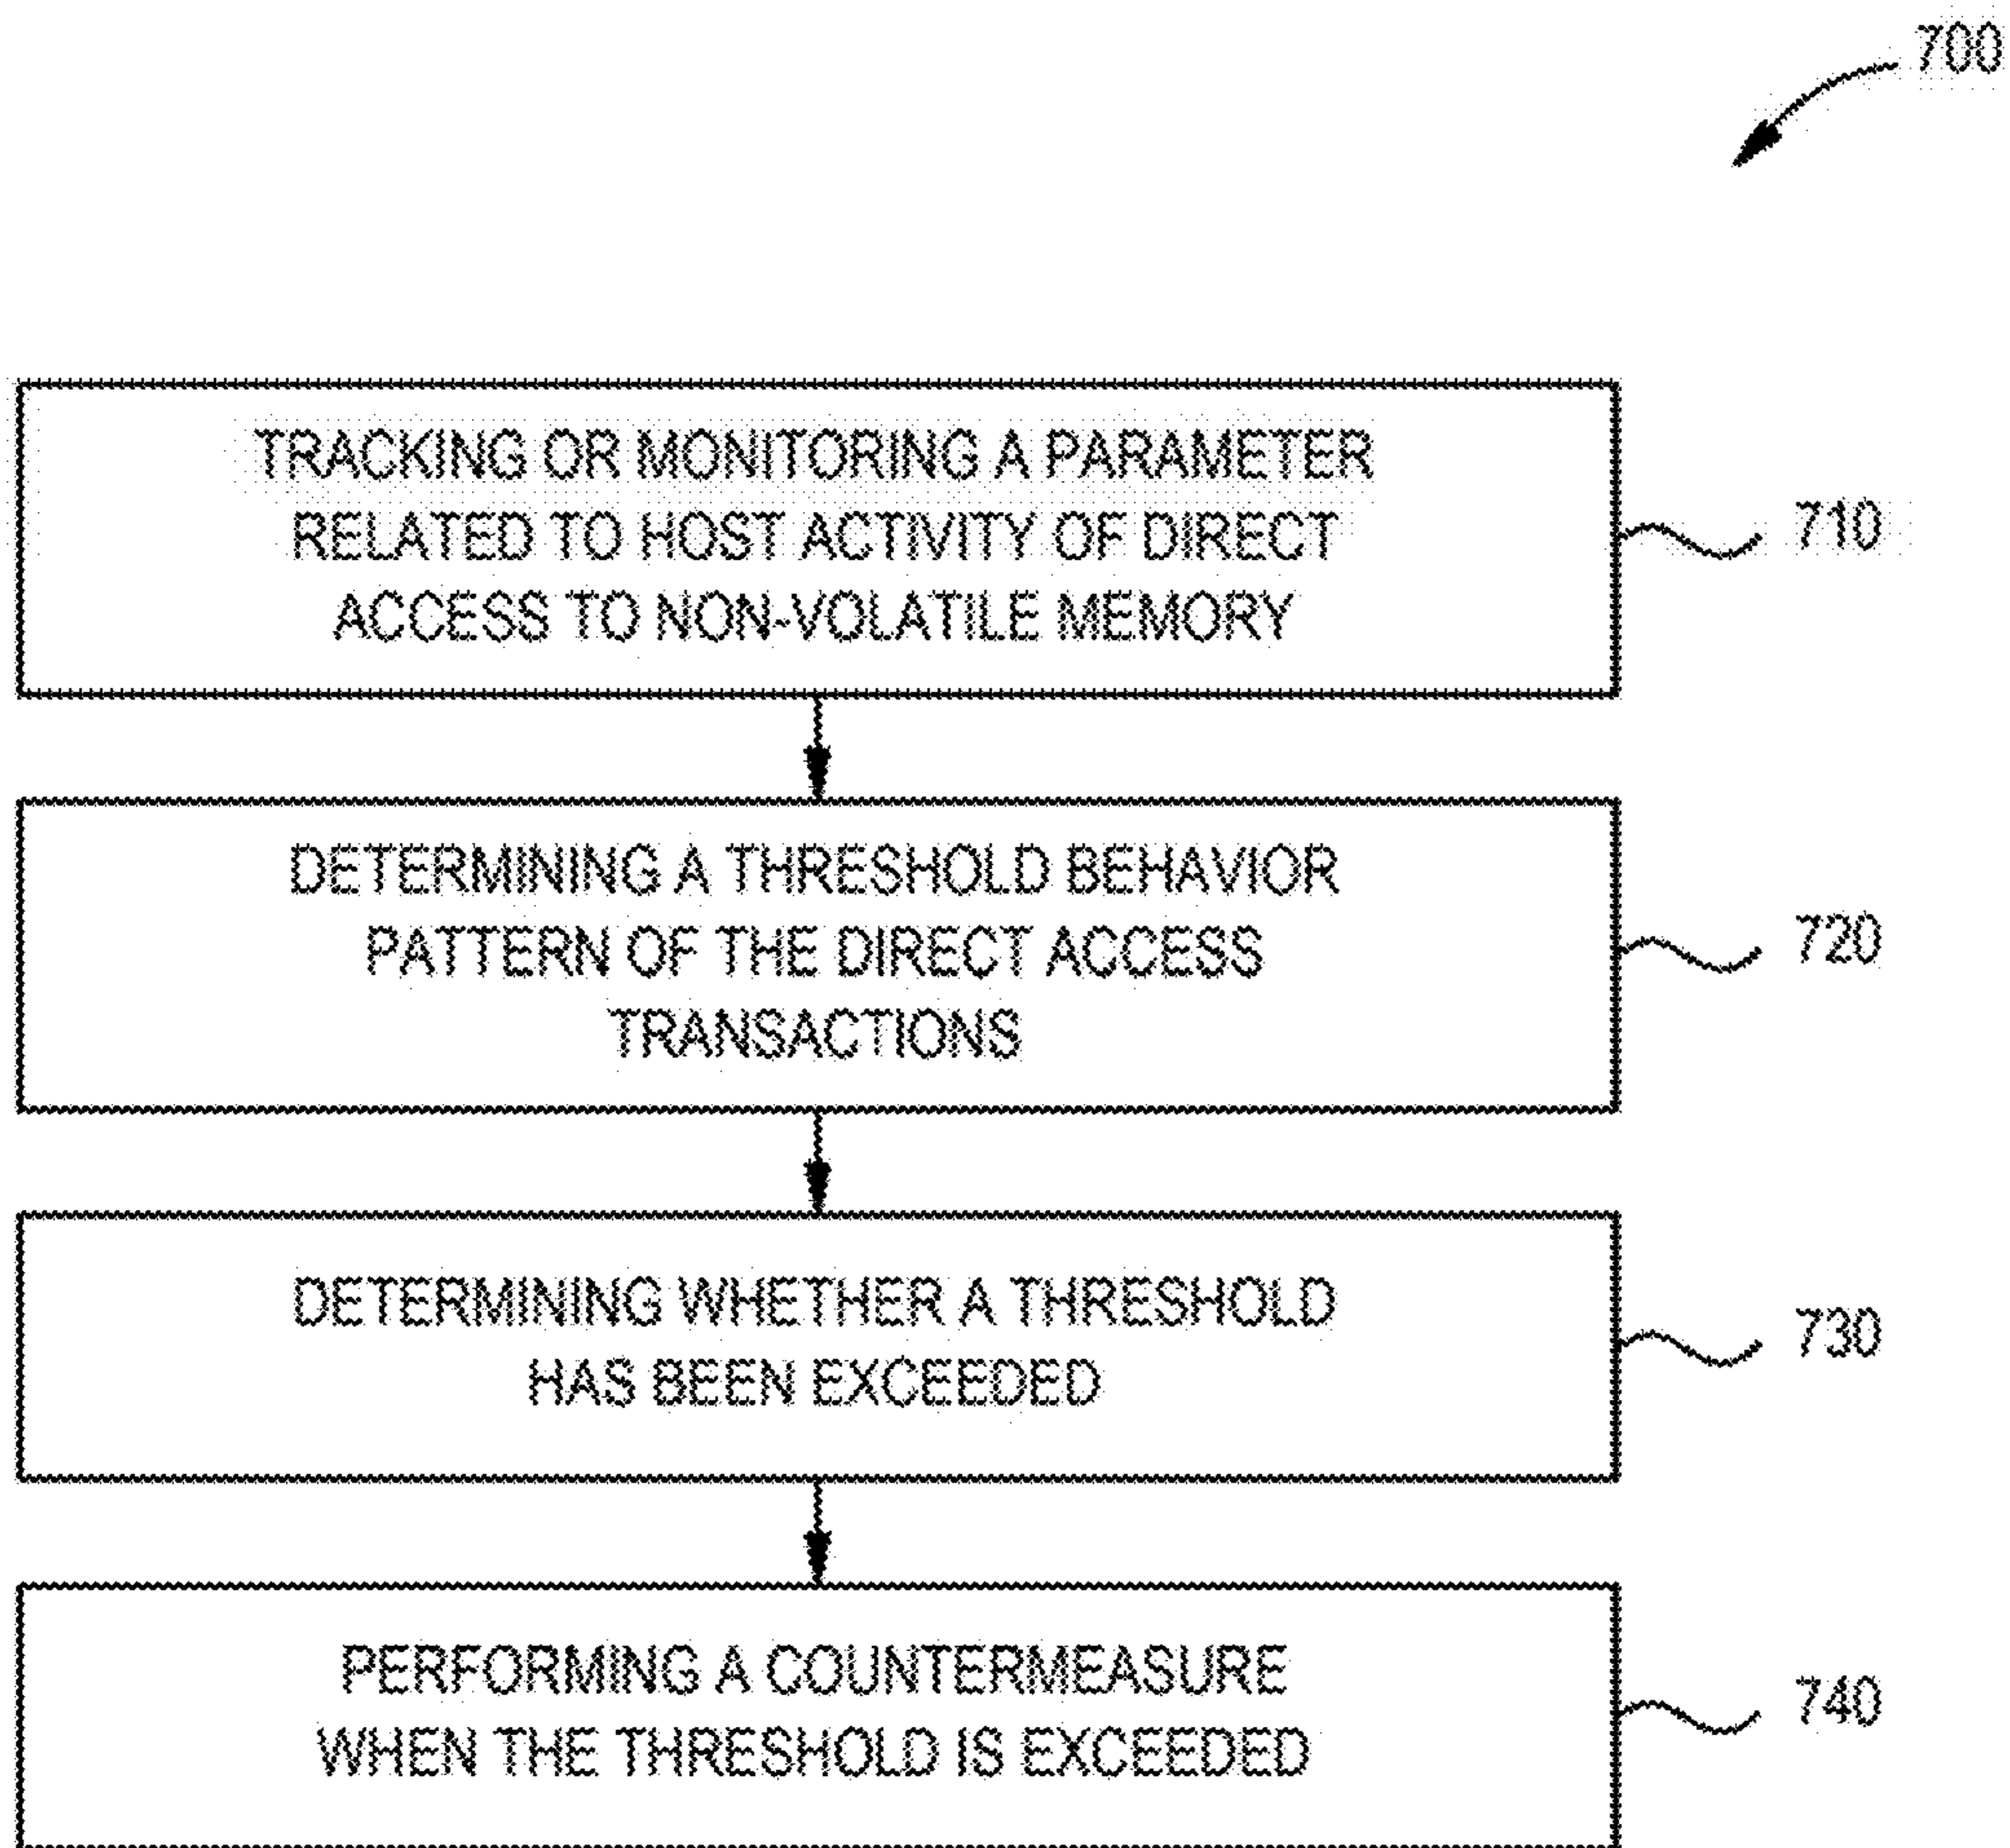 700
TRACKING OR MONITORING A PARAMETER
RELATED TO HOST ACTIVITY OF DIRECT
ACCESS TO NON-VOLATILE MEMORY
710
DETERMINING A THRESHOLD BEHAVIOR
PATTERN OF THE DIRECT ACCESS
TRANSACTIONS
720
DETERMINING WHETHER A THRESHOLD
HAS BEEN EXCEEDED
730
PERFORMING A COUNTERMEASURE
WHEN THE THRESHOLD IS EXCEEDED
740